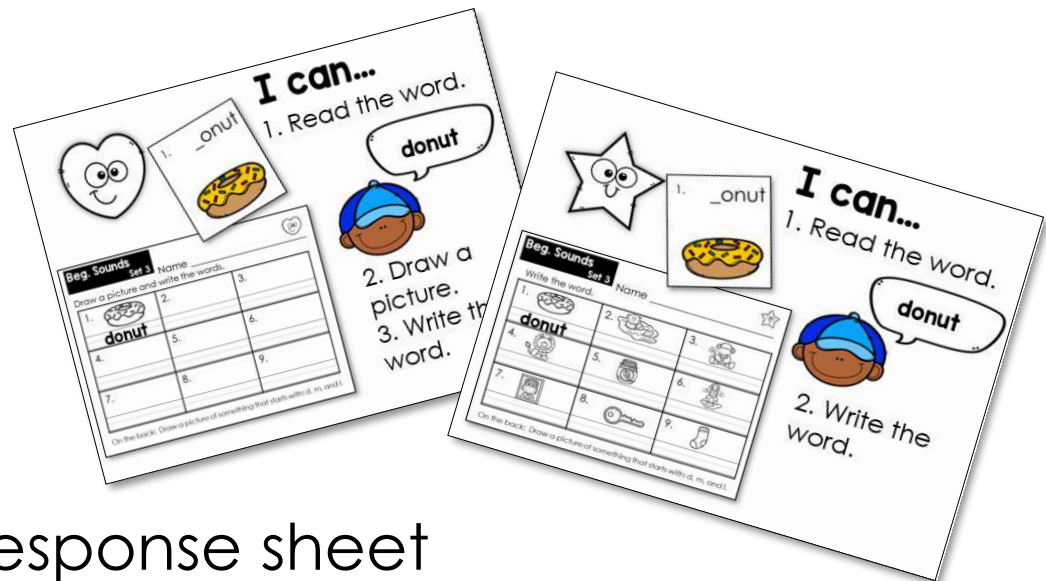 I can...
1. Read the word.
1. _onut
donut
Beg. Sounds
Set 3
Name
Draw a picture and write the words.
1.
2.
3.
donut
4.
5.
6.
7.
8.
9.
On the back: Draw a picture of something that starts with: d, m, and l.
2. Draw a
picture.
3. Write th
word.
I can...
1. Read the word.
1. _onut
donut
Beg. Sounds
Set 3
Name
Write the word.
1.
2.
3.
donut
4.
5.
6.
7.
8.
9.
On the back: Draw a picture of something that starts with: d, m, and l.
2. Write the
word.
esponse sheet